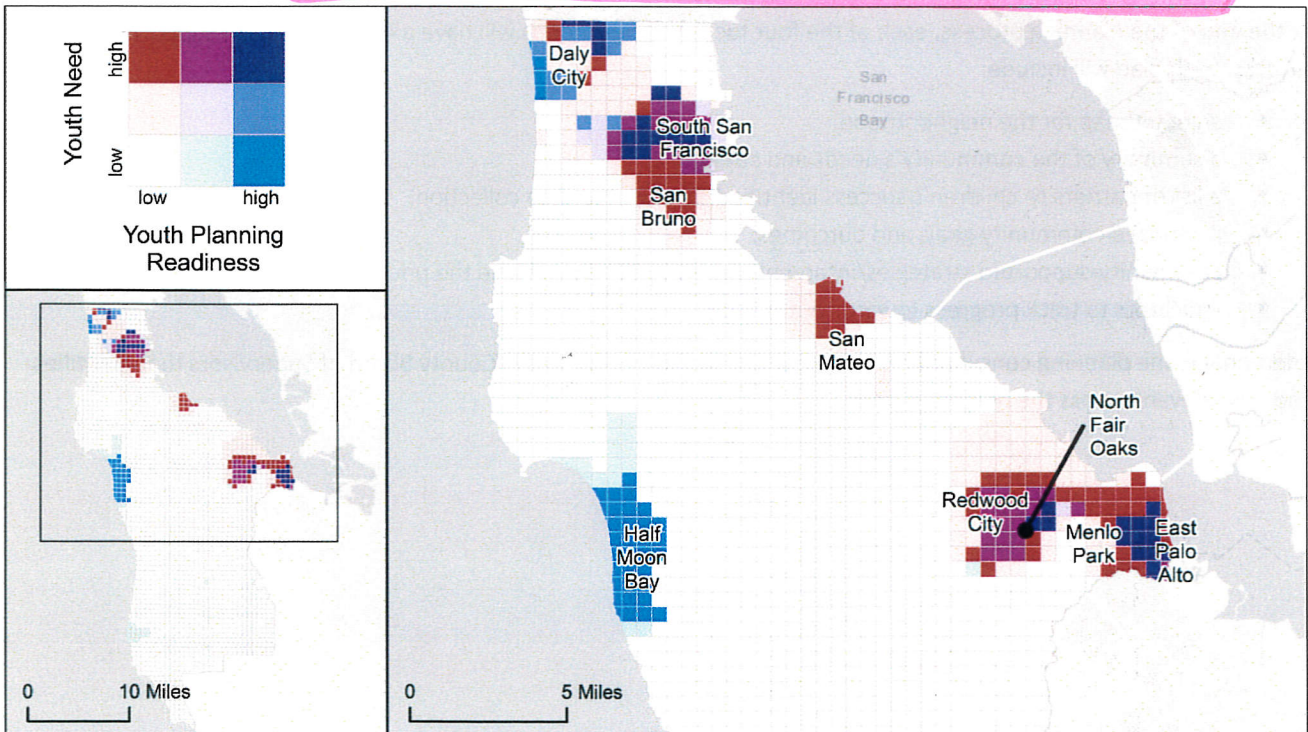 Youth Need
high
low
low
high
Youth Planning
Readiness
0
10 Miles
Daly
City
San
Francisco
Bay
South San
Francisco
San
Bruno
San
Mateo
North
Fair
Oaks
Redwood
City
Menlo
Park
East
Palo
Alto
Half
Moon
Bay
0
5 Miles